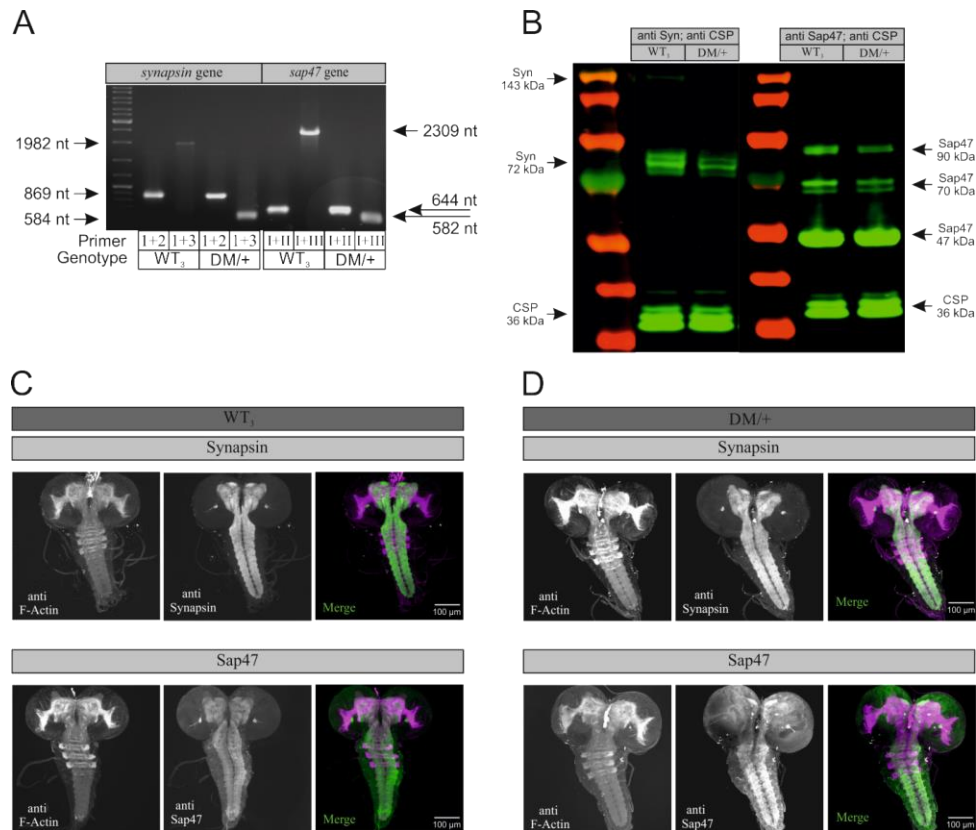 A
synapsin gene sap47 gene
1982 nt
869 nt
584 nt
2309 nt
644 nt
582 nt
Primer 1+2 1+3 1+2 1+3 I+II I+III I+II I+III
Genotype WT3 DM/+ WT3 DM/+
B
anti Syn; anti CSP anti Sap47; anti CSP
WT3 DM/+ WT3 DM/+
Syn
143 kDa
Syn
72 kDa
CSP
36 kDa
Sap47
90 kDa
Sap47
70 kDa
Sap47
47 kDa
CSP
36 kDa
C
WT3
Synapsin
anti
F-Actin
anti
Synapsin
Merge
100 µm
Sap47
anti
F-Actin
anti
Sap47
Merge
100 µm
D
DM/+
Synapsin
anti
F-Actin
anti
Synapsin
Merge
100 µm
Sap47
anti
F-Actin
anti
Sap47
Merge
100 µm